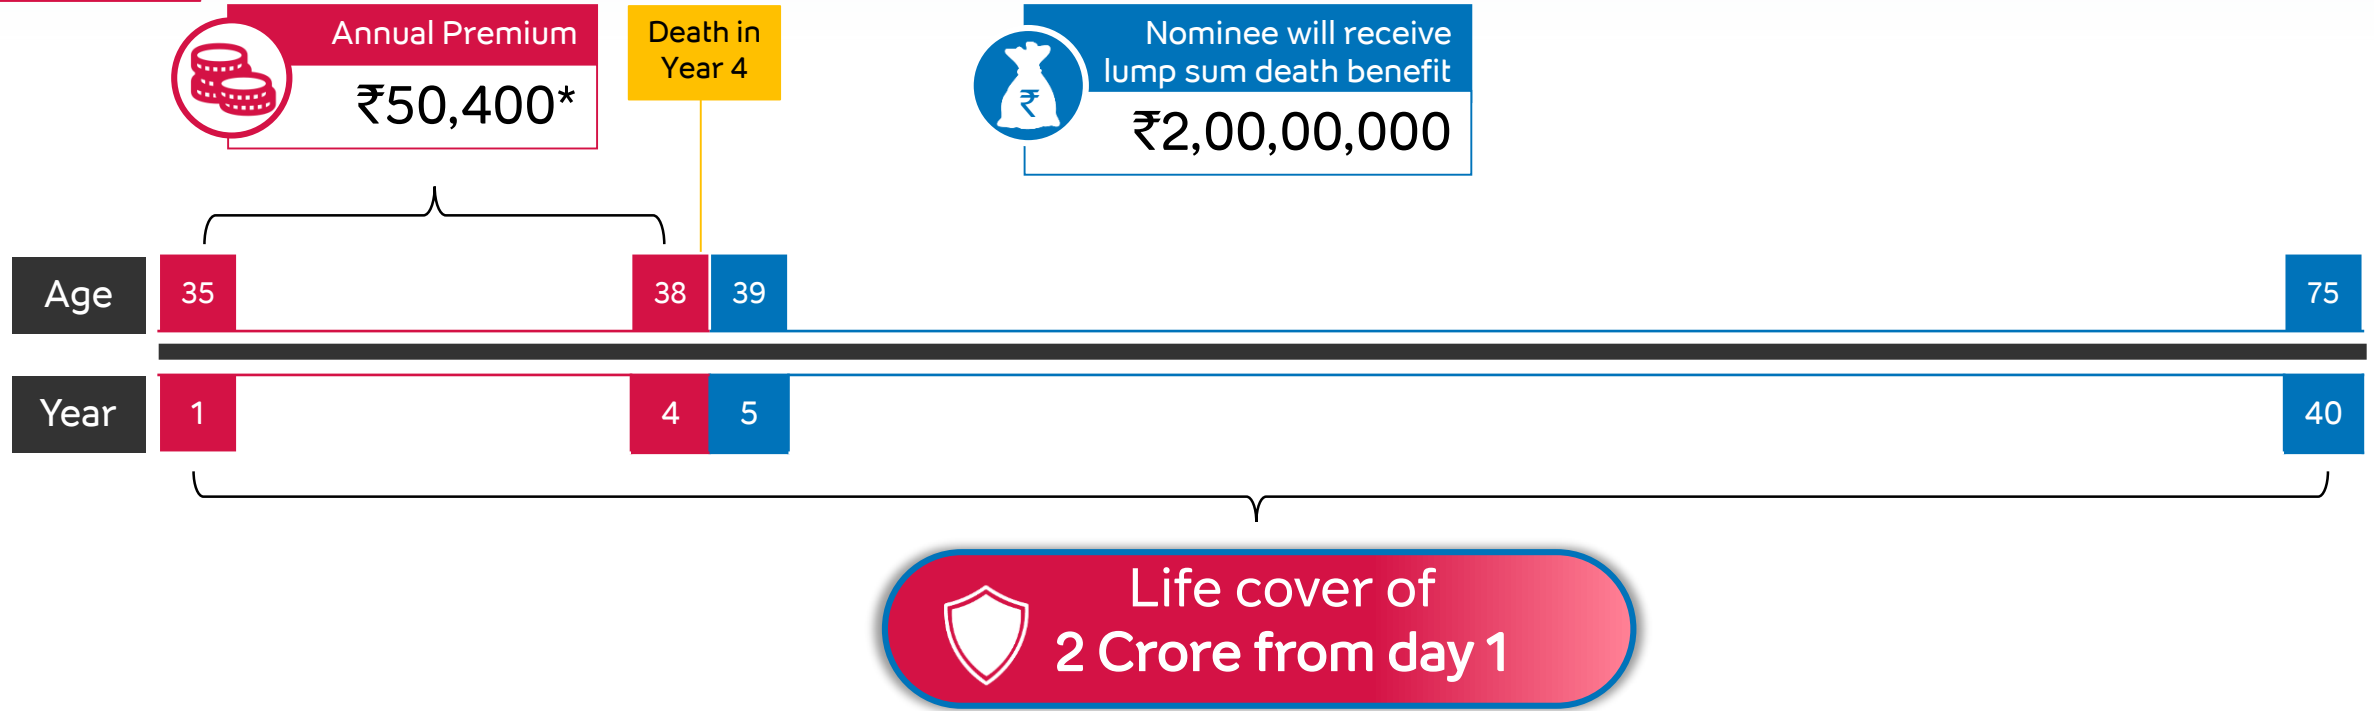 Annual Premium
₹50,400*
Death in
Year 4
Nominee will receive
lump sum death benefit
₹
₹2,00,00,000
Age
35
38
39
75
Year
1
4
5
40
Life cover of
2 Crore from day 1